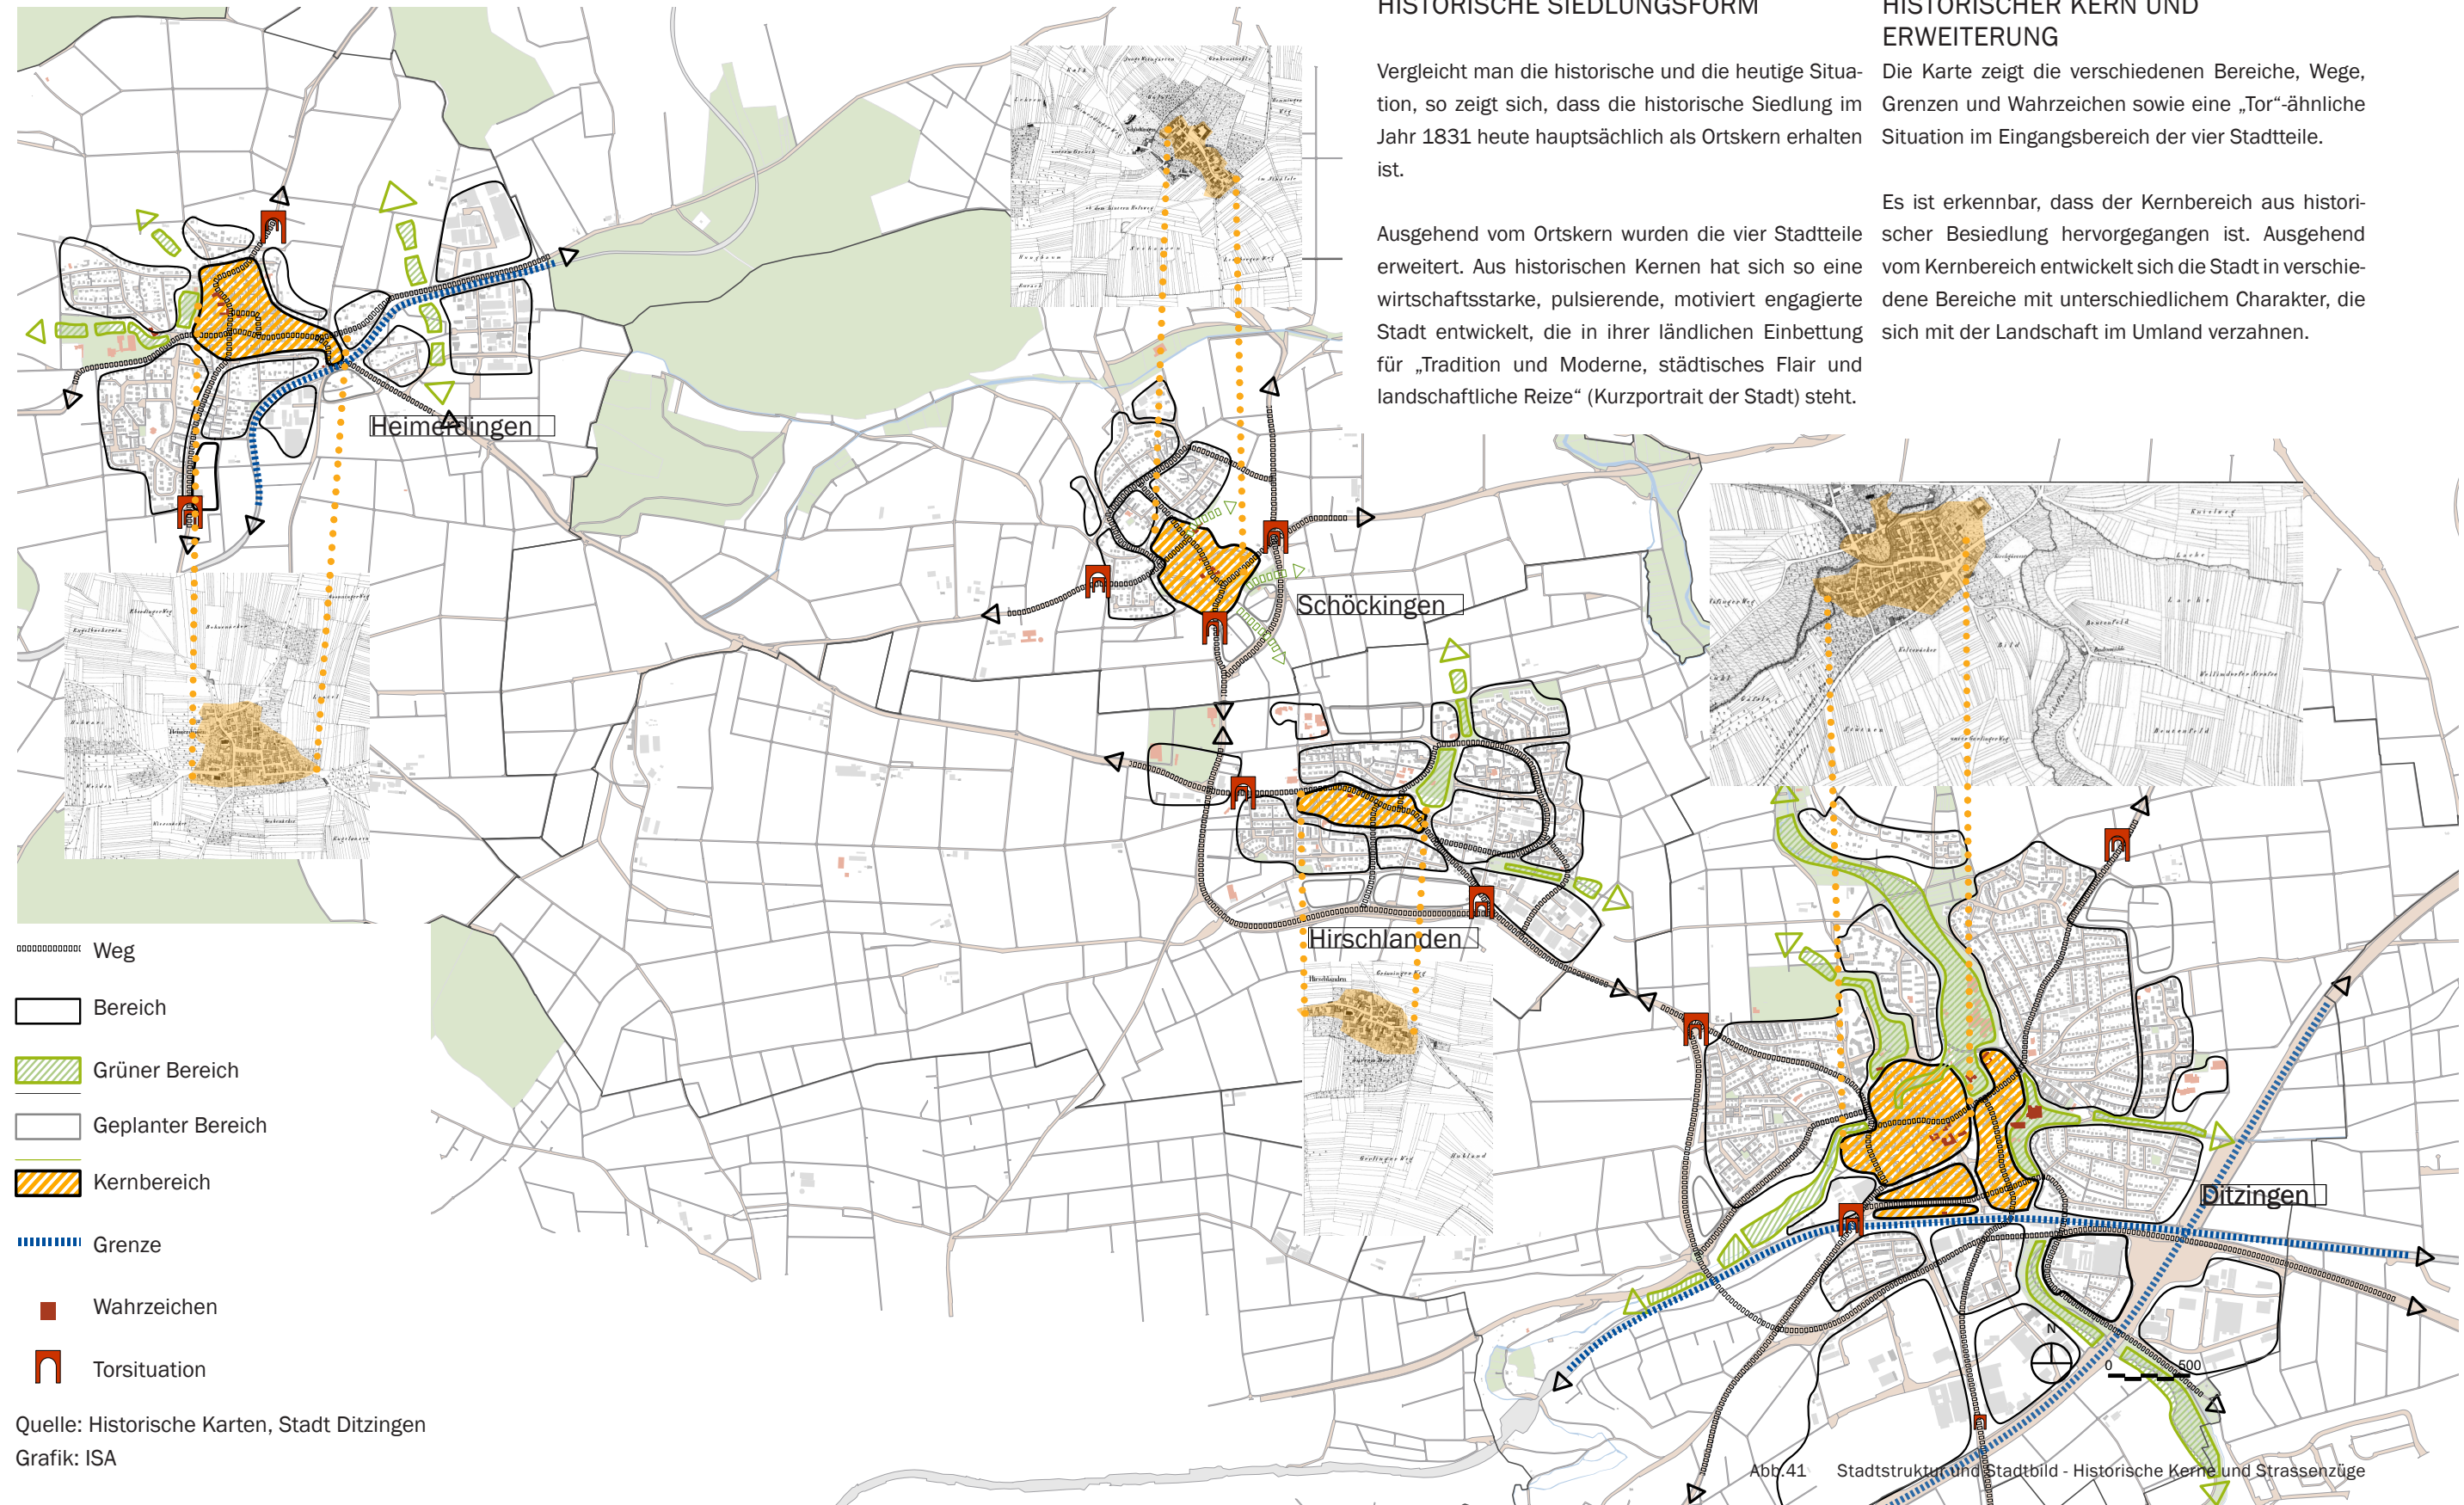 HISTORISCHE SIEDLUNGSFORM
Vergleicht man die historische und die heutige Situa-
tion, so zeigt sich, dass die historische Siedlung im
Jahr 1831 heute hauptsächlich als Ortskern erhalten
ist.
Ausgehend vom Ortskern wurden die vier Stadtteile
erweitert. Aus historischen Kernen hat sich so eine
wirtschaftsstarke, pulsierende, motiviert engagierte
Stadt entwickelt, die in ihrer ländlichen Einbettung
für „Tradition und Moderne, städtisches Flair und
landschaftliche Reize“ (Kurzportrait der Stadt) steht.
HISTORISCHER KERN UND
ERWEITERUNG
Die Karte zeigt die verschiedenen Bereiche, Wege,
Grenzen und Wahrzeichen sowie eine „Tor“-ähnliche
Situation im Eingangsbereich der vier Stadtteile.
Es ist erkennbar, dass der Kernbereich aus histori-
scher Besiedlung hervorgegangen ist. Ausgehend
vom Kernbereich entwickelt sich die Stadt in verschie-
dene Bereiche mit unterschiedlichem Charakter, die
sich mit der Landschaft im Umland verzahnen.
Heimerdingen
Schöckingen
Hirschlanden
Ditzingen
Hirschlanden
Weg
Bereich
Grüner Bereich
Geplanter Bereich
Kernbereich
Grenze
Wahrzeichen
Torsituation
Quelle: Historische Karten, Stadt Ditzingen
Grafik: ISA
N
0 500
Abb.41 Stadtstruktur und Stadtbild - Historische Kerne und Strassenzüge